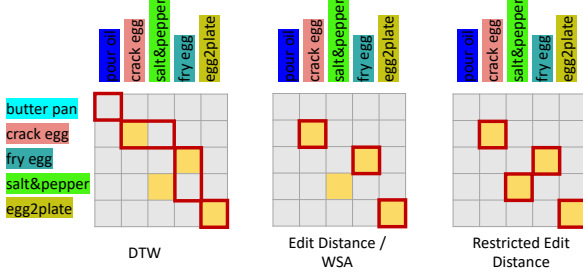 pour oil
crack egg
salt&pepper
fry egg
egg2plate
pour oil
crack egg
salt&pepper
fry egg
egg2plate
pour oil
crack egg
salt&pepper
fry egg
egg2plate
butter pan
crack egg
fry egg
salt&pepper
egg2plate
DTW
Edit Distance /
WSA
Restricted Edit
Distance